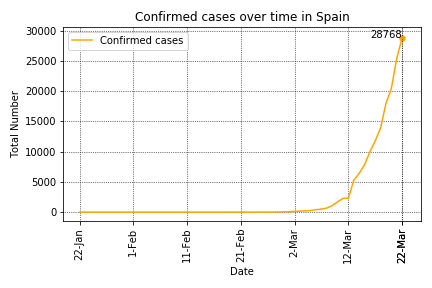 Confirmed cases over time in Spain
Confirmed cases
28768
30000
25000
20000
15000
10000
5000
0
Total Number
22-Jan
1-Feb
11-Feb
21-Feb
2-Mar
12-Mar
22-Mar
Date